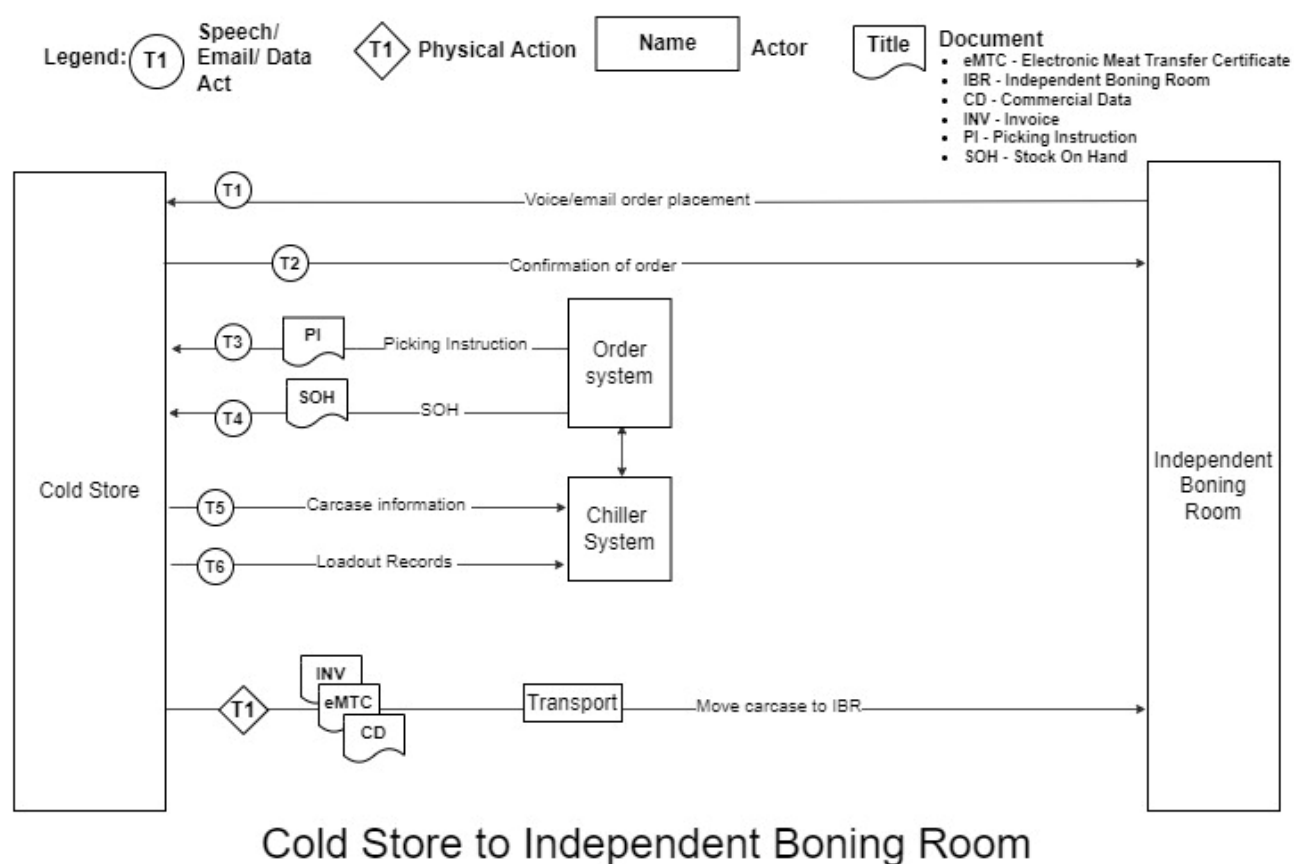 Legend:
T1
Speech/
Email/ Data
Act
T1
Physical Action
Name
Actor
Title
Document
• eMTC - Electronic Meat Transfer Certificate
• IBR - Independent Boning Room
• CD - Commercial Data
• INV - Invoice
• PI - Picking Instruction
• SOH - Stock On Hand
T1
Voice/email order placement
T2
Confirmation of order
T3
PI
Picking Instruction
Order
system
T4
SOH
SOH
Cold Store
Independent
Boning
Room
T5
Carcase information
Chiller
System
T6
Loadout Records
T1
INV
eMTC
CD
Transport
Move carcase to IBR
Cold Store to Independent Boning Room